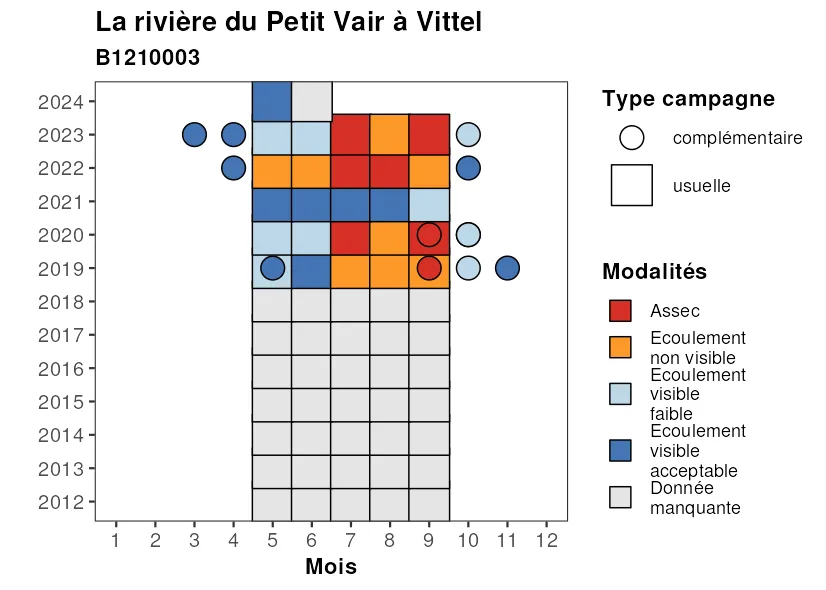 La rivière du Petit Vair à Vittel
B1210003
2024
2023
2022
2021
2020
2019
2018
2017
2016
2015
2014
2013
2012
1 2 3 4 5 6 7 8 9 10 11 12
Mois
Type campagne
complémentaire
usuelle
Modalités
Assec
Ecoulement
non visible
Ecoulement
visible
faible
Ecoulement
visible
acceptable
Donnée
manquante